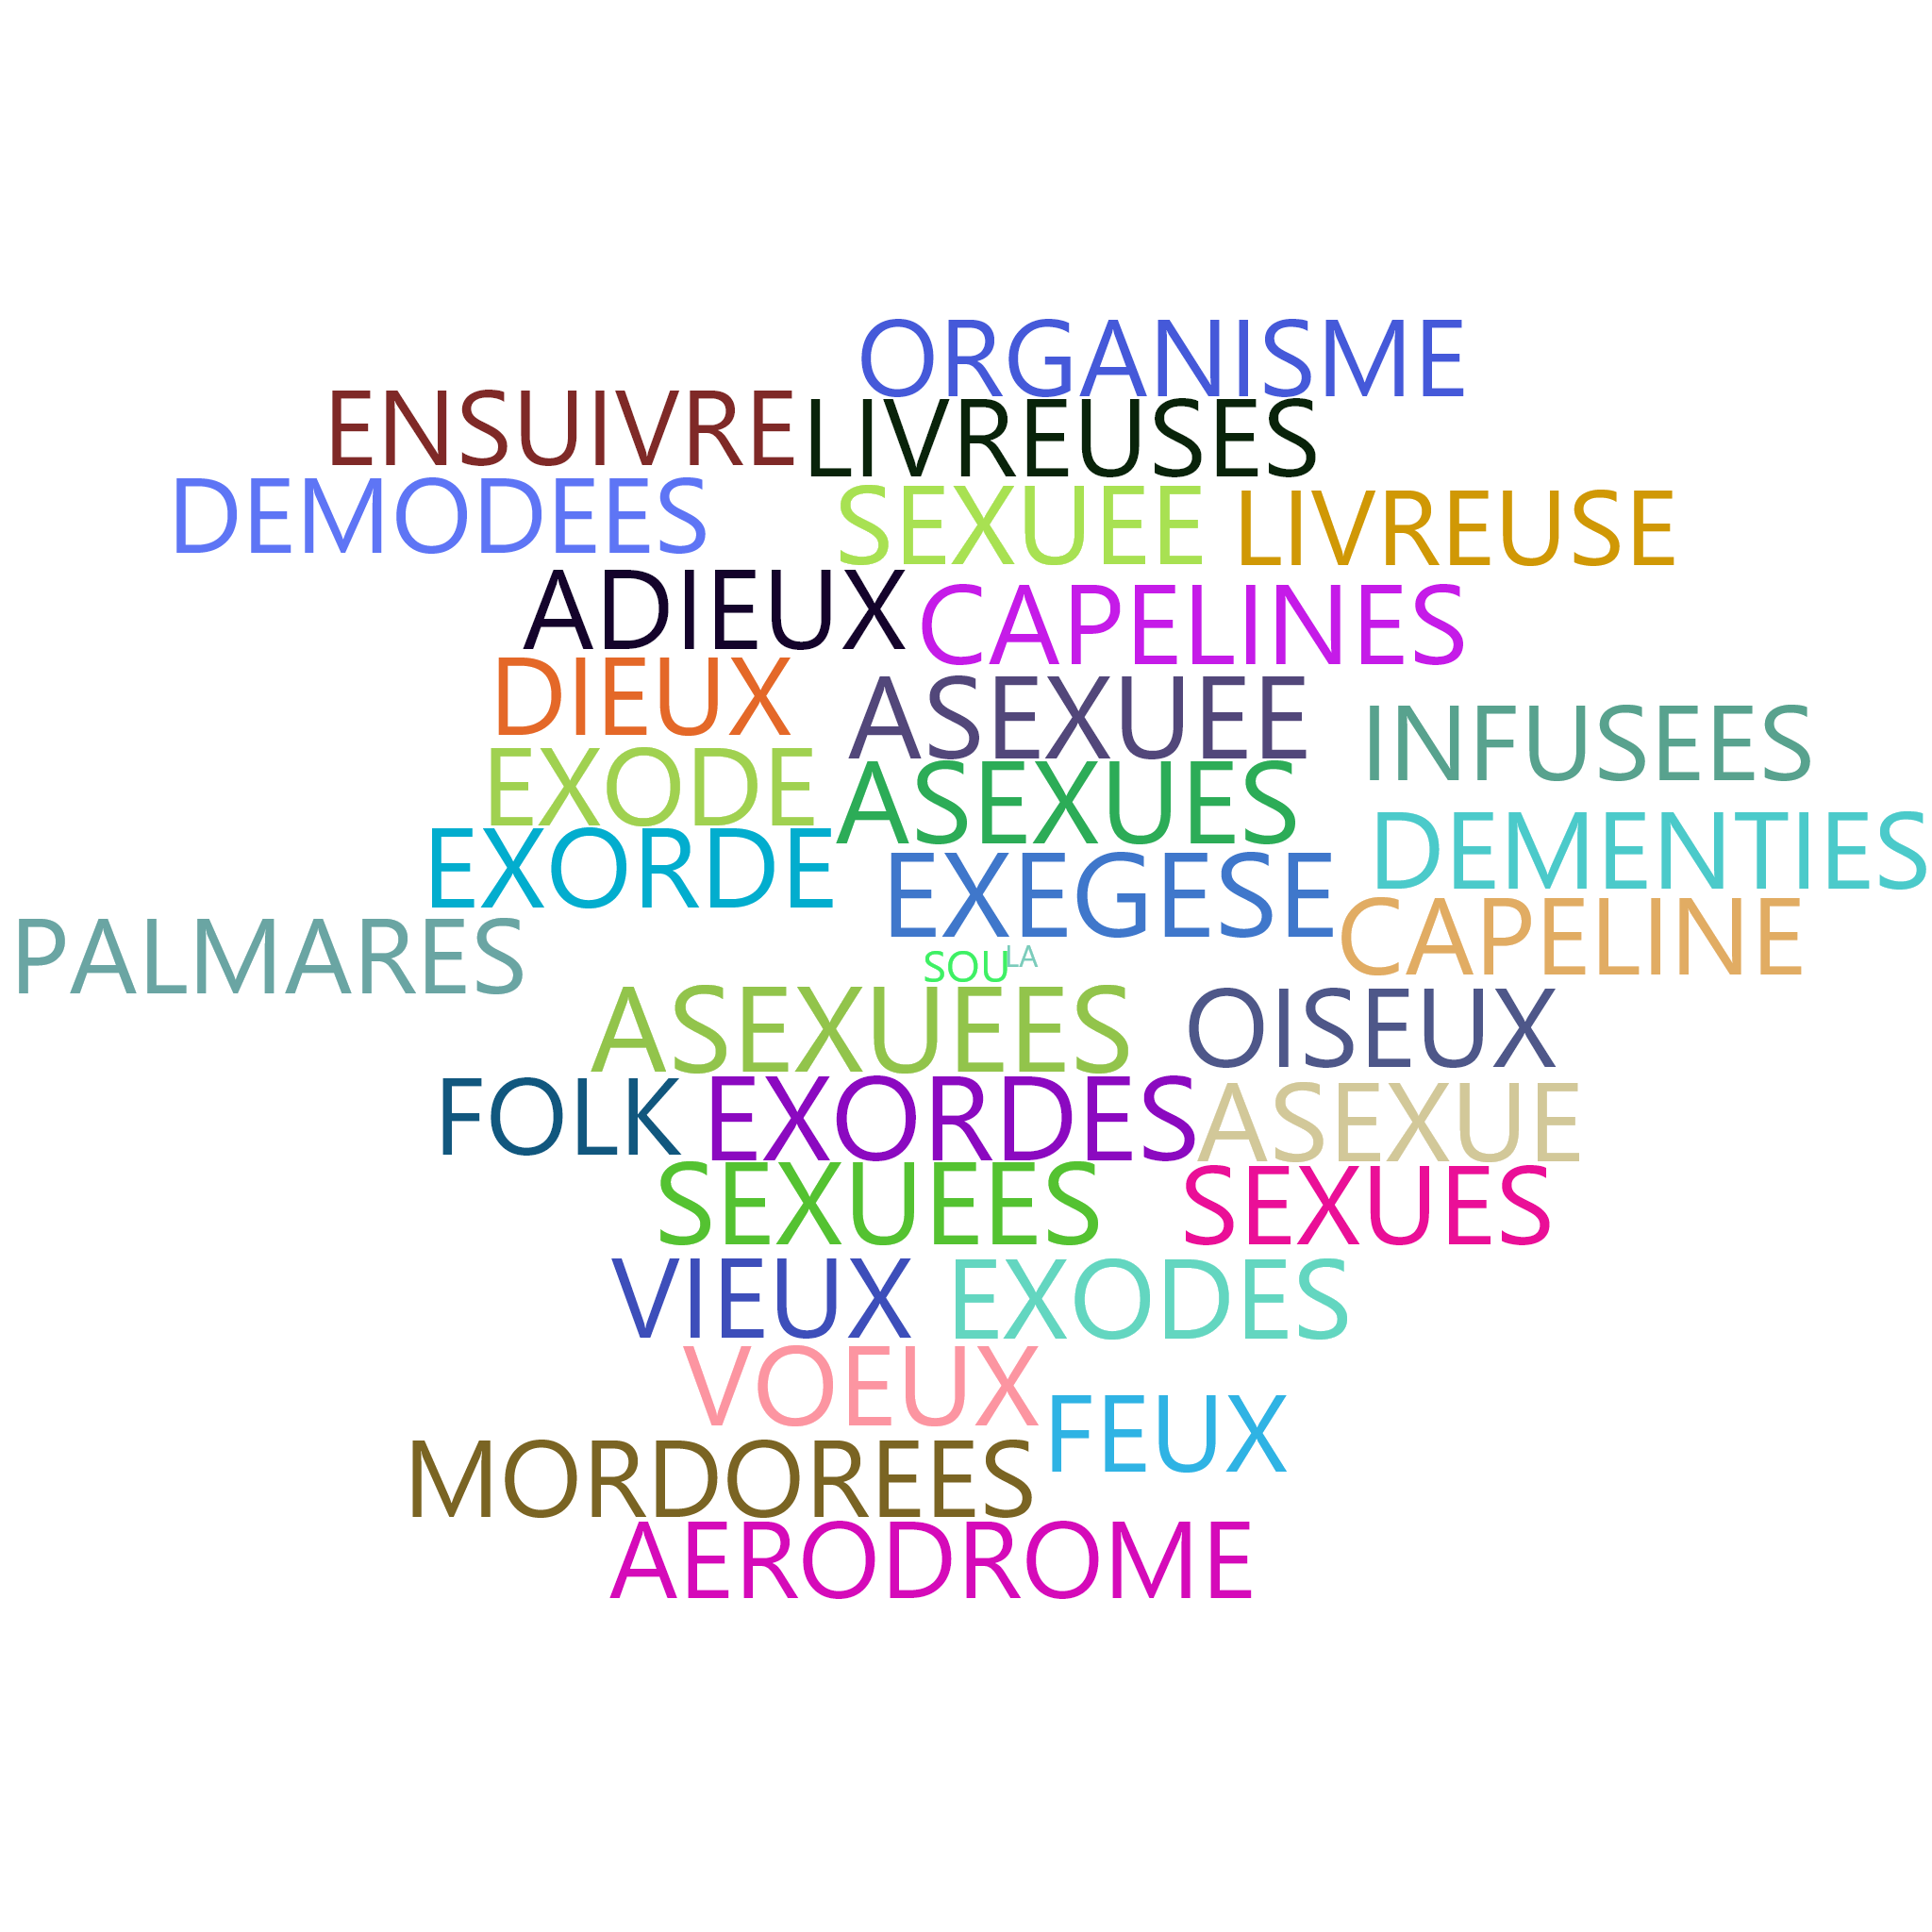 ORGANISME
ENSUIVRE LIVREUSES
DEMODEES SEXUEE LIVREUSE
ADIEUX CAPELINES
DIEUX ASEXUEE INFUSEES
EXODE ASEXUES DEMENTIES
EXORDE EXEGESE CAPELINE
PALMARES SOU LA
ASEXUEES OISEUX
FOLK EXORDES ASEXUE
SEXUEES SEXUES
VIEUX EXODES
VOEUX FEUX
MORDOREES
AERODROME